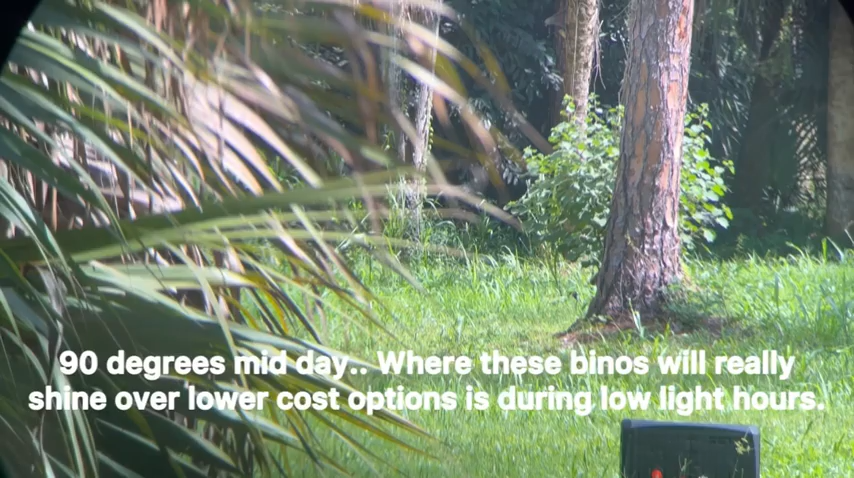 90 degrees mid day.. Where these binos will really
shine over lower cost options is during low light hours.